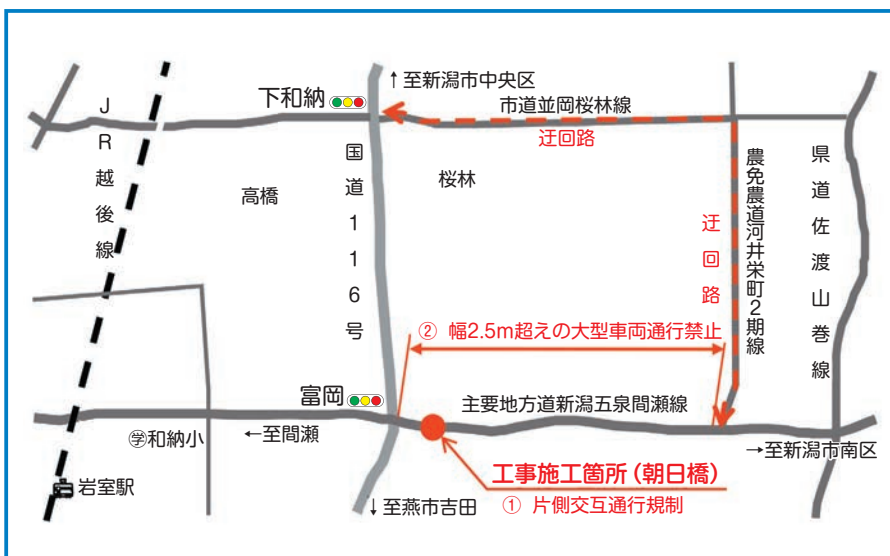 ↑至新潟市中央区
下和納
市道並岡桜林線
迂回路
JR越後線
国道116号
高橋
桜林
迂回路
農免農道河井栄町2期線
県道佐渡山巻線
② 幅2.5m超えの大型車両通行禁止
富岡
主要地方道新潟五泉間瀬線
㊫和納小
←至間瀬
→至新潟市南区
工事施工箇所(朝日橋)
① 片側交互通行規制
岩室駅
↓至燕市吉田